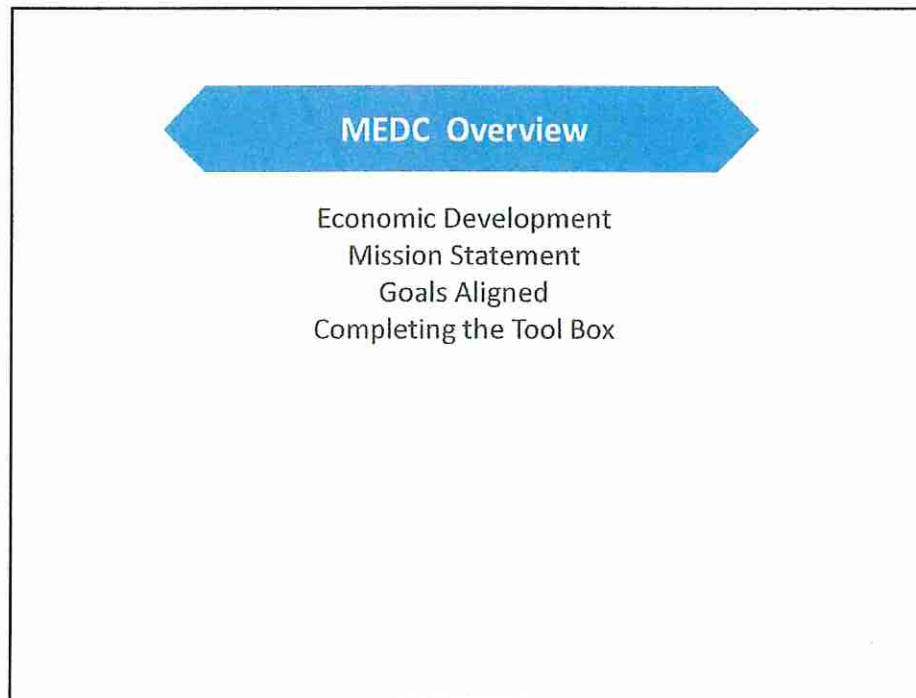 MEDC Overview
Economic Development
Mission Statement
Goals Aligned
Completing the Tool Box